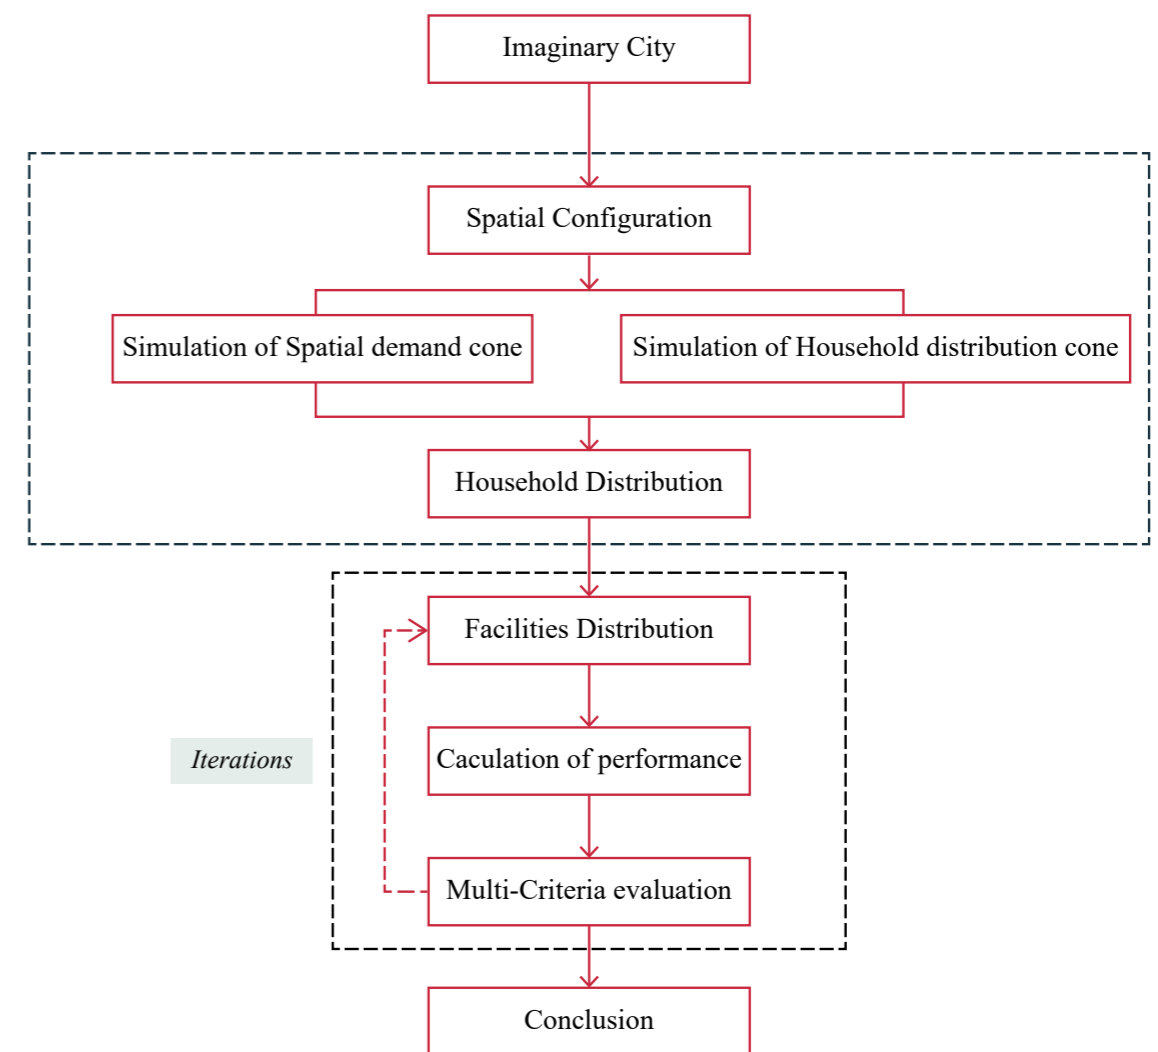 Imaginary City
Spatial Configuration
Simulation of Spatial demand cone
Simulation of Household distribution cone
Household Distribution
Facilities Distribution
Iterations
Caculation of performance
Multi-Criteria evaluation
Conclusion